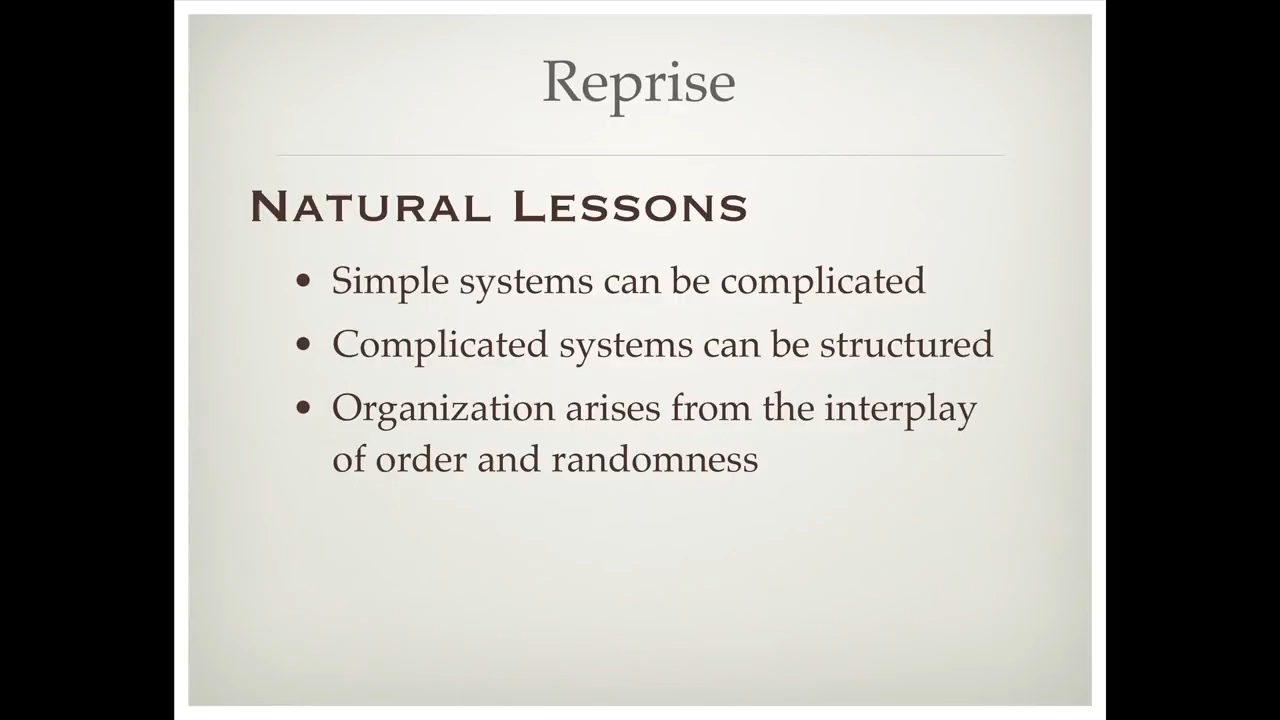 Reprise
Natural Lessons
• Simple systems can be complicated
• Complicated systems can be structured
• Organization arises from the interplay
of order and randomness